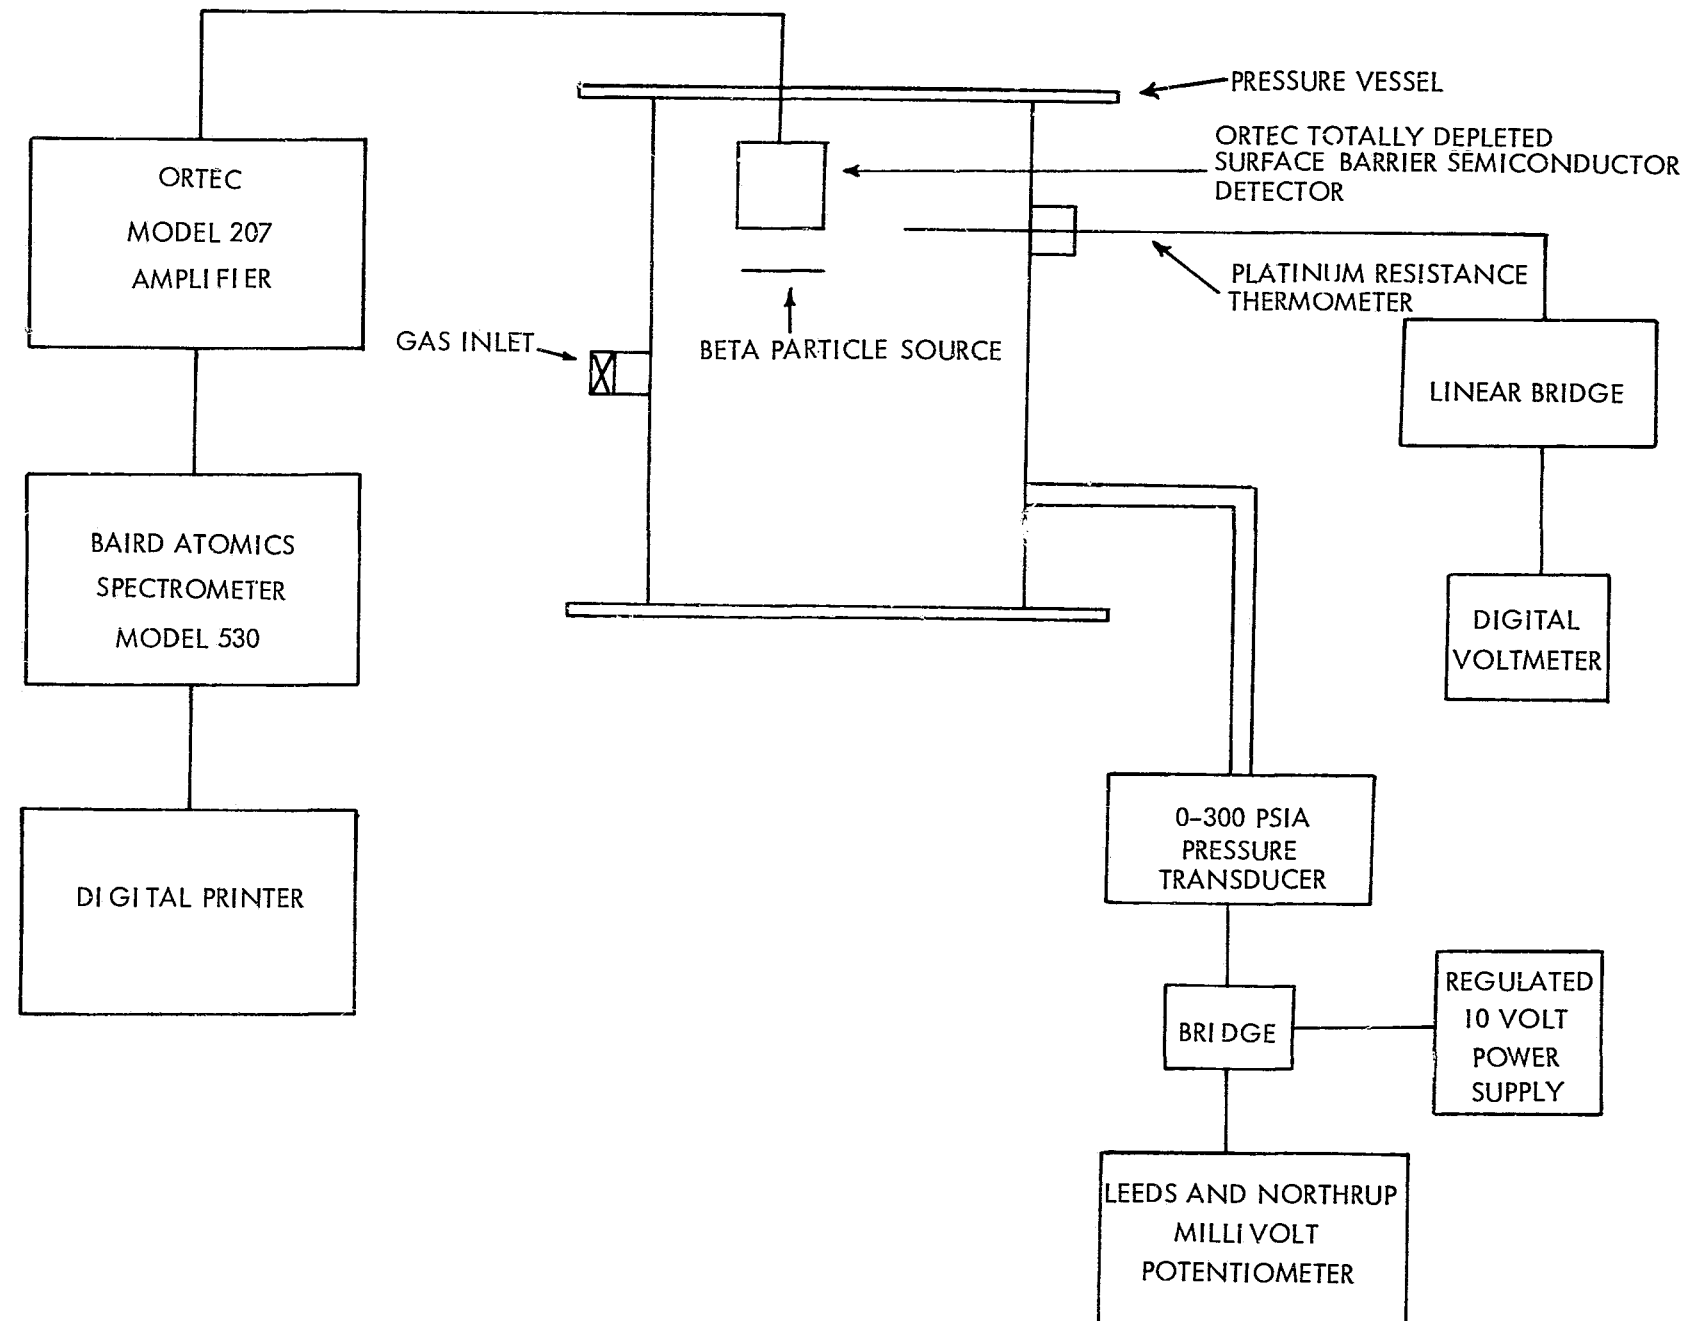 PRESSURE VESSEL
ORTEC TOTALLY DEPLETED
SURFACE BARRIER SEMICONDUCTOR
DETECTOR
ORTEC
MODEL 207
AMPLIFIER
PLATINUM RESISTANCE
THERMOMETER
GAS INLET
BETA PARTICLE SOURCE
LINEAR BRIDGE
BAIRD ATOMICS
SPECTROMETER
MODEL 530
DIGITAL
VOLTMETER
DIGITAL PRINTER
0-300 PSIA
PRESSURE
TRANSDUCER
BRIDGE
REGULATED
10 VOLT
POWER
SUPPLY
LEEDS AND NORTHRUP
MILLIVOLT
POTENTIOMETER